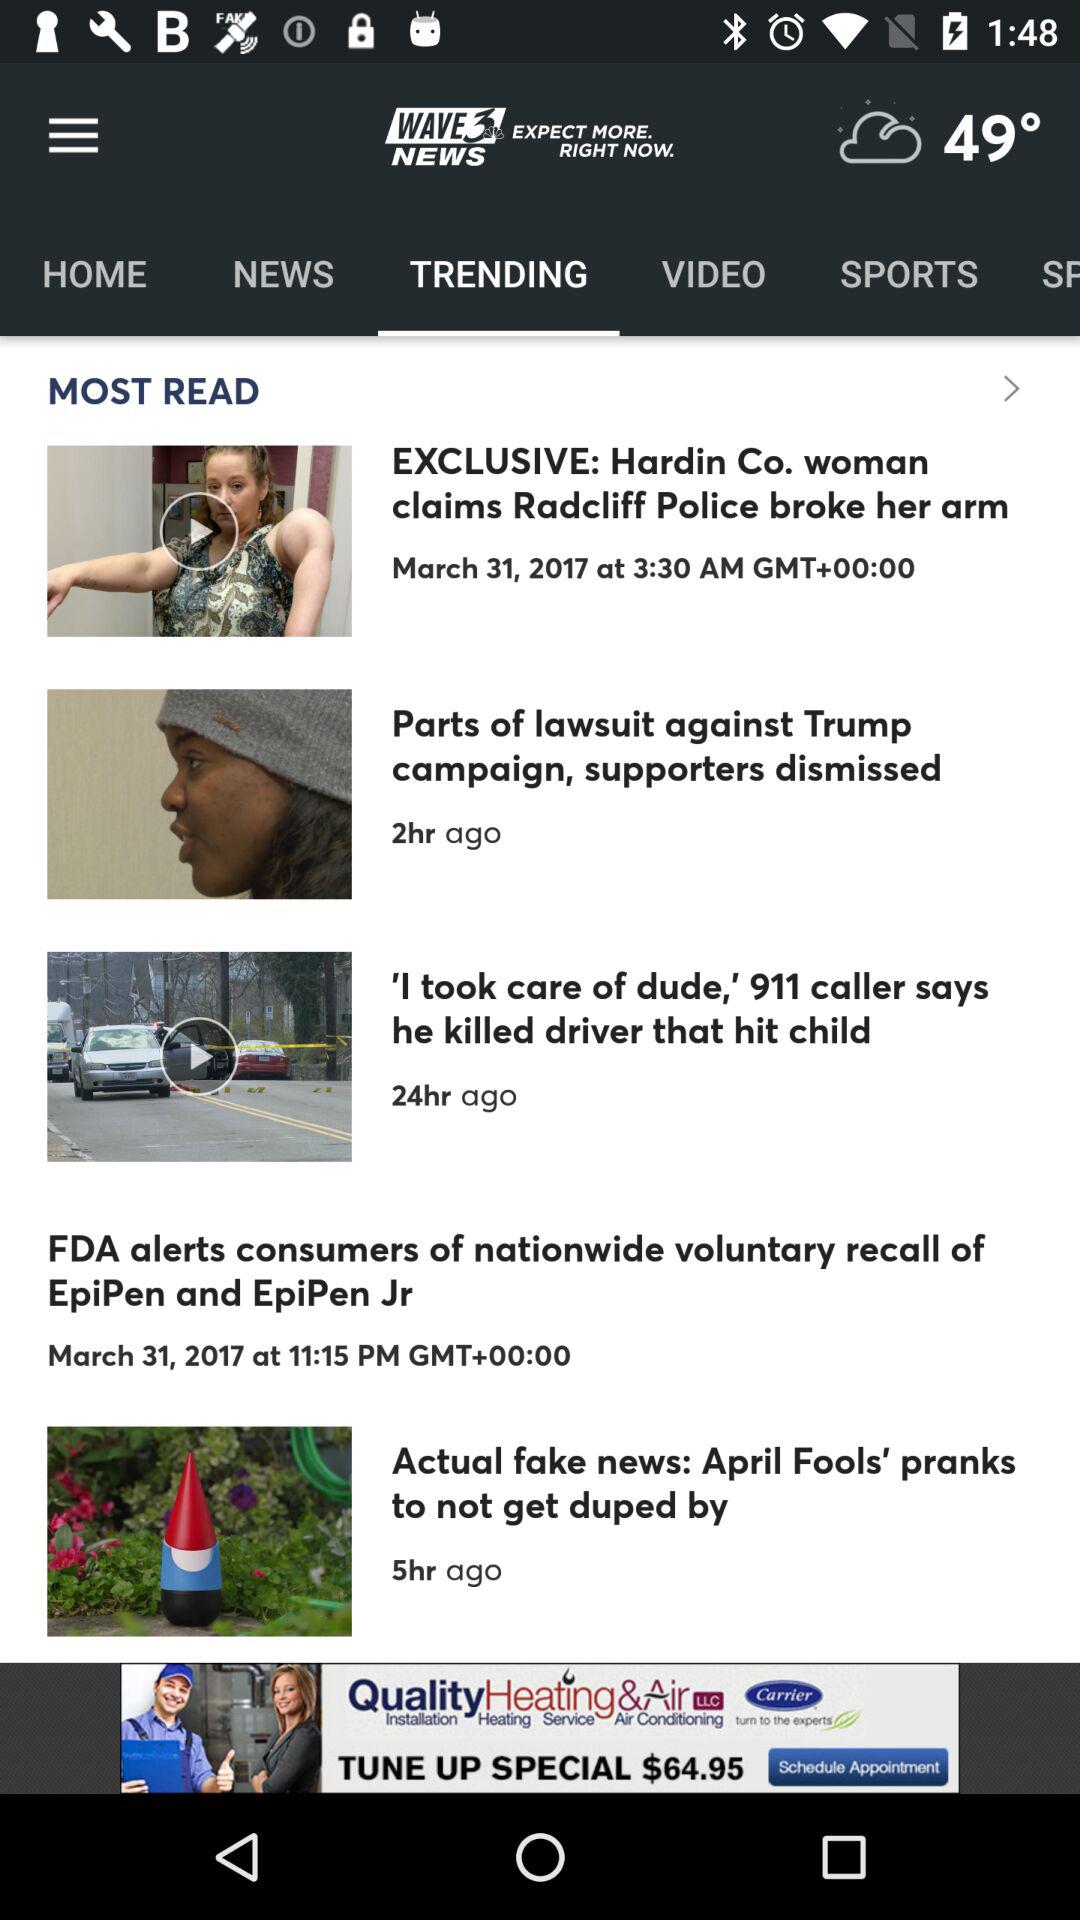 FAKE
B
1:48
WAVE 3
NEWS
EXPECT MORE.
RIGHT NOW.
49°
HOME NEWS TRENDING VIDEO SPORTS SP
MOST READ
EXCLUSIVE: Hardin Co. woman
claims Radcliff Police broke her arm
March 31, 2017 at 3:30 AM GMT+00:00
Parts of lawsuit against Trump
campaign, supporters dismissed
2hr ago
'I took care of dude,' 911 caller says
he killed driver that hit child
24hr ago
FDA alerts consumers of nationwide voluntary recall of
EpiPen and EpiPen Jr
March 31, 2017 at 11:15 PM GMT+00:00
Actual fake news: April Fools' pranks
to not get duped by
5hr ago
QualityHeating&Air LLC
Installation Heating Service Air Conditioning
Carrier
turn to the experts
TUNE UP SPECIAL $64.95
Schedule Appointment